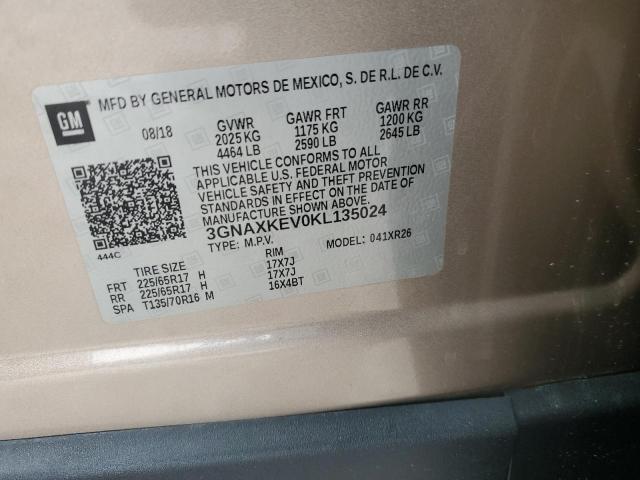 MFD BY GENERAL MOTORS DE MEXICO, S. DE R.L. DE C.V.
GM
08/18 GVWR GAWR FRT GAWR RR
2025 KG 1175 KG 1200 KG
4464 LB 2590 LB 2645 LB
THIS VEHICLE CONFORMS TO ALL
APPLICABLE U.S. FEDERAL MOTOR
VEHICLE SAFETY AND THEFT PREVENTION
STANDARDS IN EFFECT ON THE DATE OF
MANUFACTURE SHOWN ABOVE.
3GNAXKEV0KL135024
444C TYPE: M.P.V. MODEL: 041XR26
TIRE SIZE RIM
FRT 225/65R17 H 17X7J
RR 225/65R17 H 17X7J
SPA T135/70R16 M 16X4BT